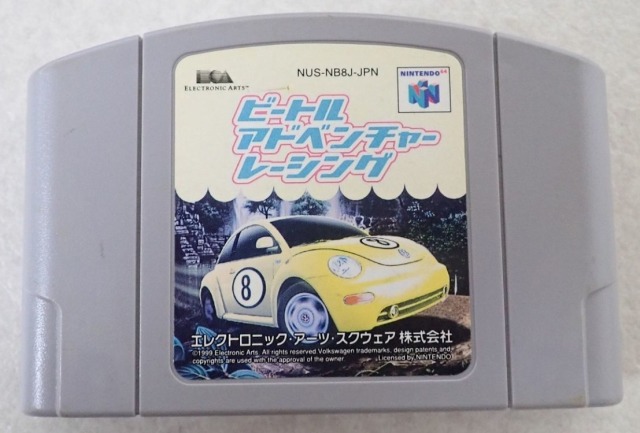 NUS-NB8J-JPN
ELECTRONIC ARTS™
NINTENDO 64
ビートル
アドベンチャー
レーシング
8
8
エレクトロニック・アーツ・スクウェア 株式会社
©1999 Electronic Arts. All rights reserved.Volkswagen trademarks, design patents and
copyrights are used with the approval of the owner. Licensed by NINTENDO